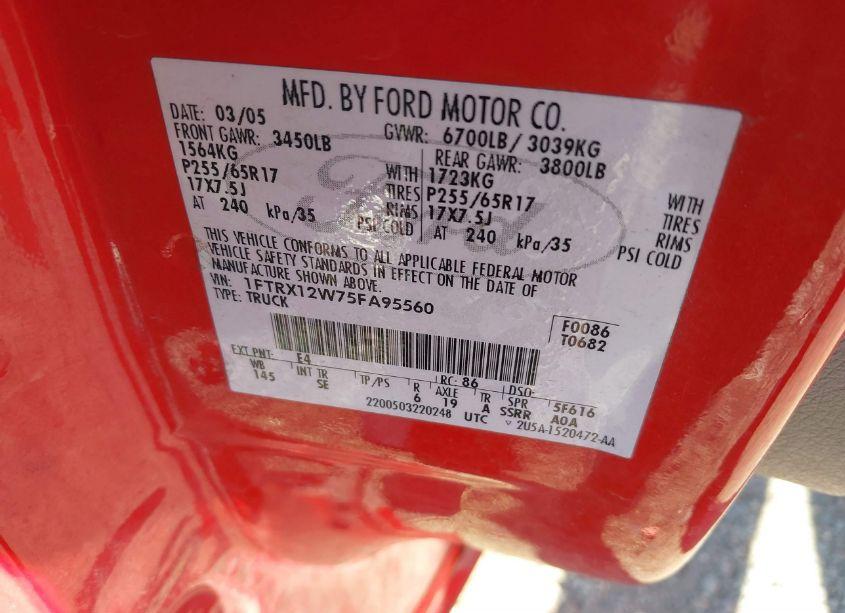 MFD. BY FORD MOTOR CO.
DATE: 03/05 GVWR: 6700LB/ 3039KG
FRONT GAWR: 3450LB REAR GAWR: 3800LB
1564KG WITH 1723KG WITH
P255/65R17 TIRES P255/65R17 TIRES
17X7.5J RIMS 17X7.5J RIMS
AT 240 kPa/35 PSI COLD AT 240 kPa/35 PSI COLD
THIS VEHICLE CONFORMS TO ALL APPLICABLE FEDERAL MOTOR
VEHICLE SAFETY STANDARDS IN EFFECT ON THE DATE OF
MANUFACTURE SHOWN ABOVE.
VIN: 1FTRX12W75FA95560 F0086
TYPE: TRUCK T0682
EXT PNT: E4 RC: 86 DSO:
WB INT TR TP/PS R AXLE TR SPR 5F616
145 SE 6 19 A SSRR AOA
2200503220248 UTC ▽ 2U5A-1520472-AA
Ford